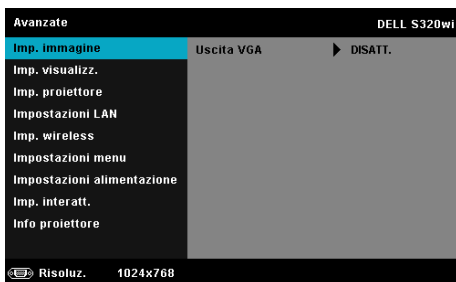 Avanzate DELL S320wi
Imp. immagine Uscita VGA DISATT.
Imp. visualizz.
Imp. proiettore
Impostazioni LAN
Imp. wireless
Impostazioni menu
Impostazioni alimentazione
Imp. interatt.
Info proiettore
Risoluz. 1024x768